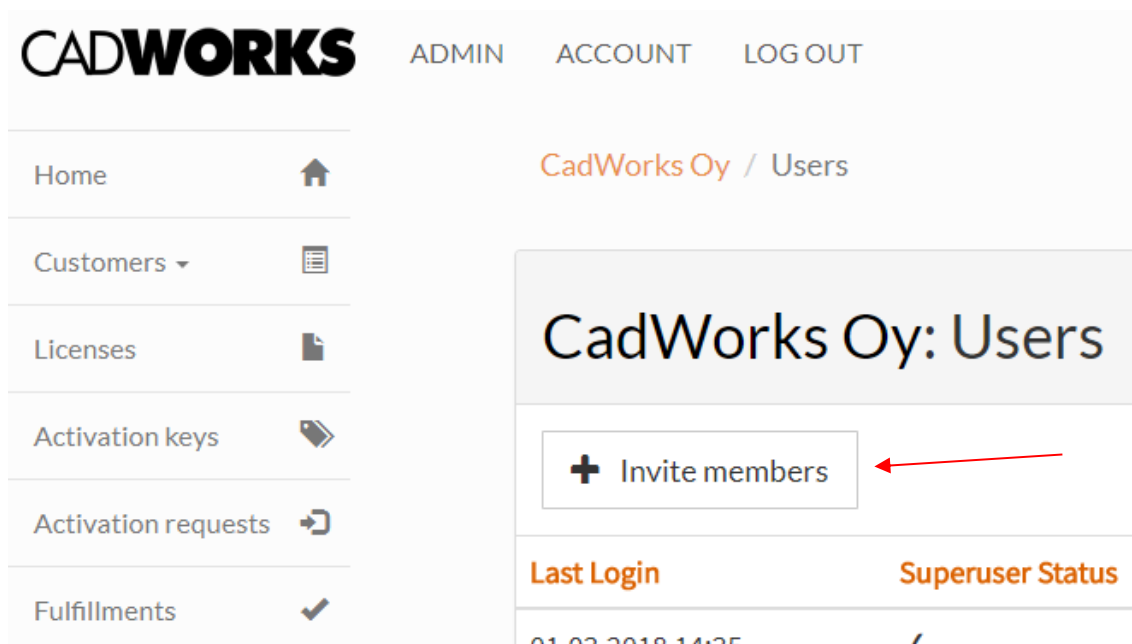 CADWORKS ADMIN ACCOUNT LOG OUT
Home
Customers
Licenses
Activation keys
Activation requests
Fulfillments
CadWorks Oy / Users
CadWorks Oy: Users
Invite members
Last Login Superuser Status